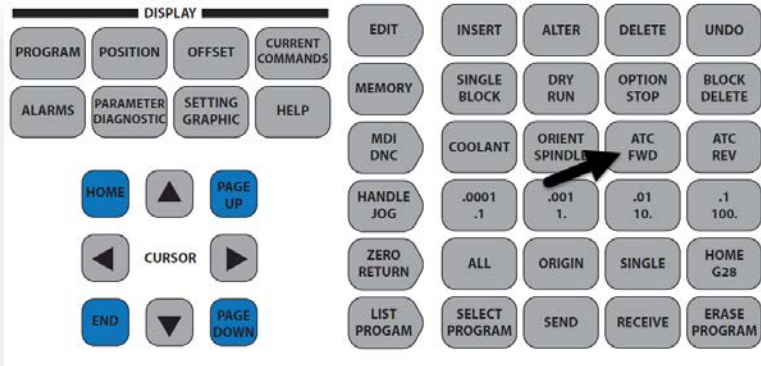 DISPLAY
PROGRAM
POSITION
OFFSET
CURRENT
COMMANDS
ALARMS
PARAMETER
DIAGNOSTIC
SETTING
GRAPHIC
HELP
HOME
PAGE
UP
CURSOR
END
PAGE
DOWN
EDIT
INSERT
ALTER
DELETE
UNDO
MEMORY
SINGLE
BLOCK
DRY
RUN
OPTION
STOP
BLOCK
DELETE
MDI
DNC
COOLANT
ORIENT
SPINDLE
ATC
FWD
ATC
REV
HANDLE
JOG
.0001
.1
.001
1.
.01
10.
.1
100.
ZERO
RETURN
ALL
ORIGIN
SINGLE
HOME
G28
LIST
PROGAM
SELECT
PROGRAM
SEND
RECEIVE
ERASE
PROGRAM